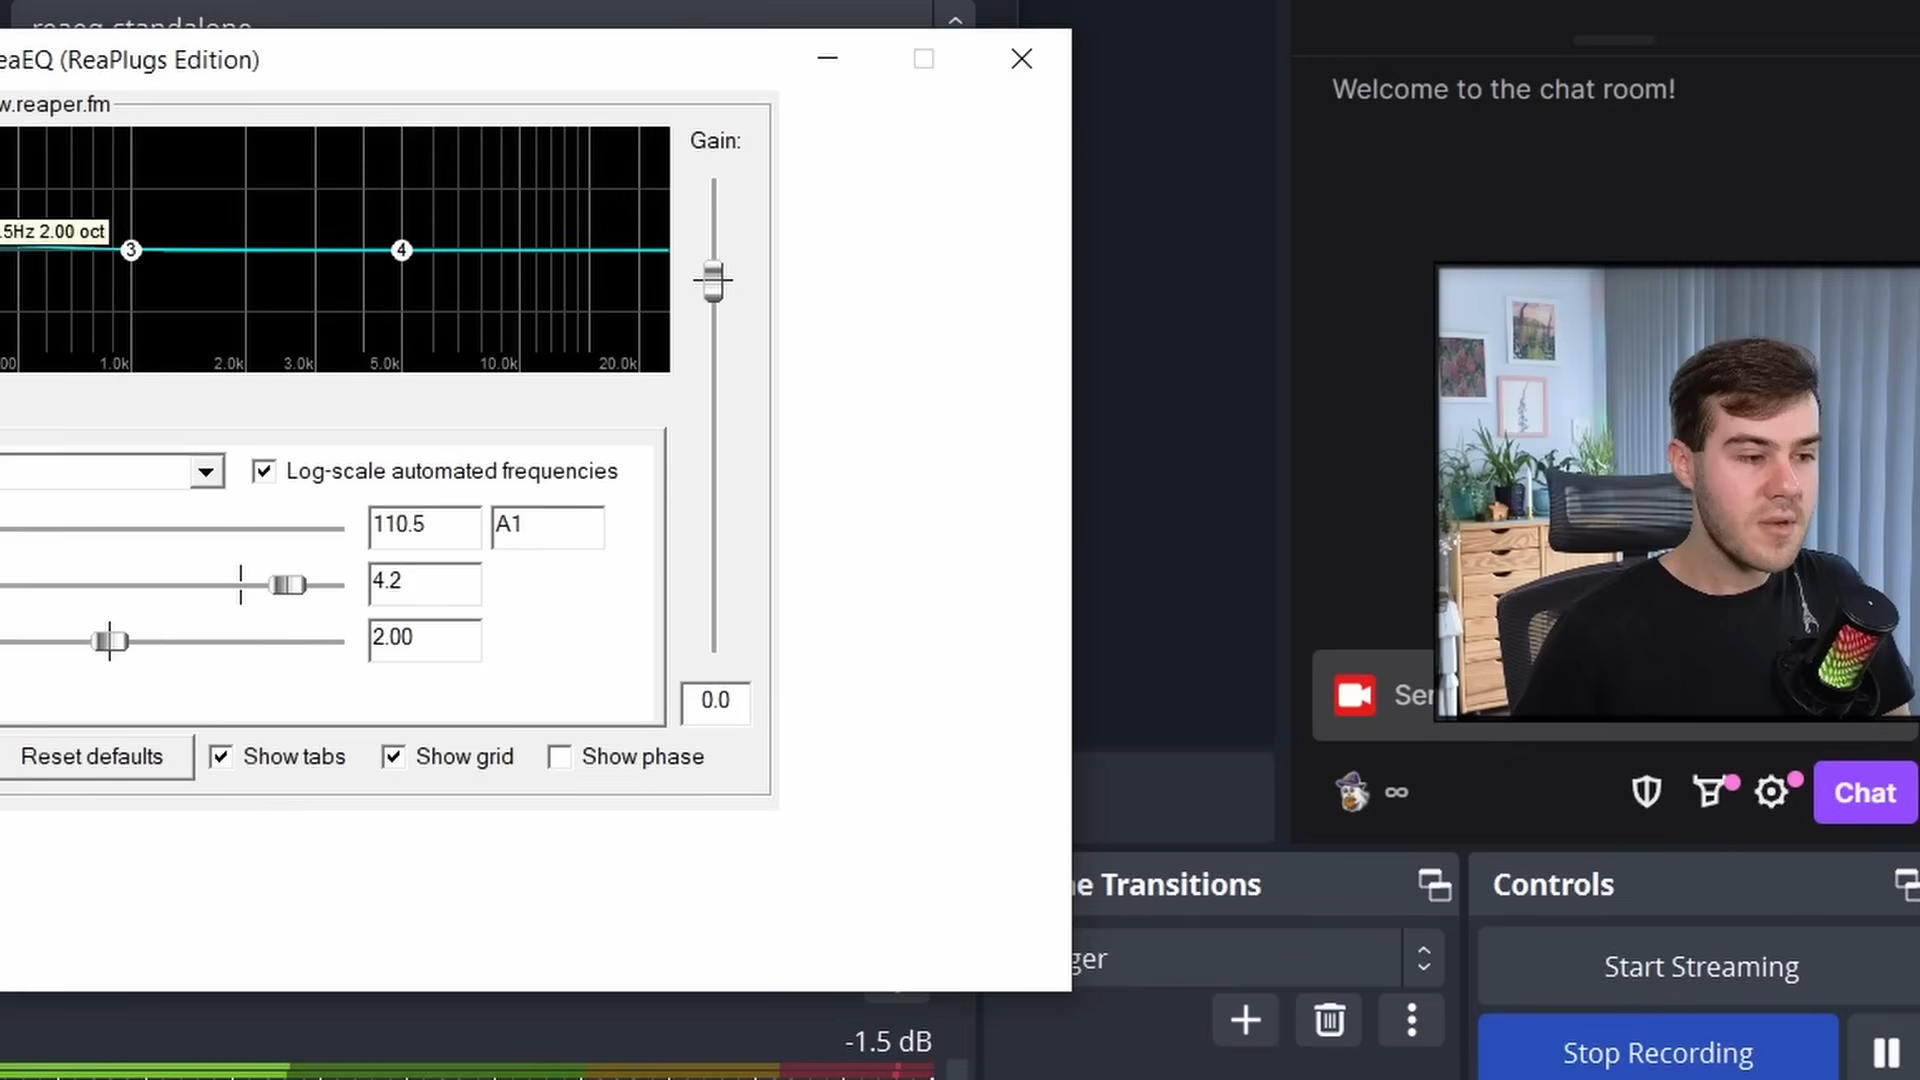 eaEQ (ReaPlugs Edition)
w.reaper.fm
Gain:
.5Hz 2.00 oct
3
4
00
1.0k
2.0k
3.0k
5.0k
10.0k
20.0k
Log-scale automated frequencies
110.5
A1
4.2
2.00
0.0
Reset defaults
Show tabs
Show grid
Show phase
Welcome to the chat room!
Sen
∞
Chat
ne Transitions
Controls
ger
Start Streaming
Stop Recording
-1.5 dB